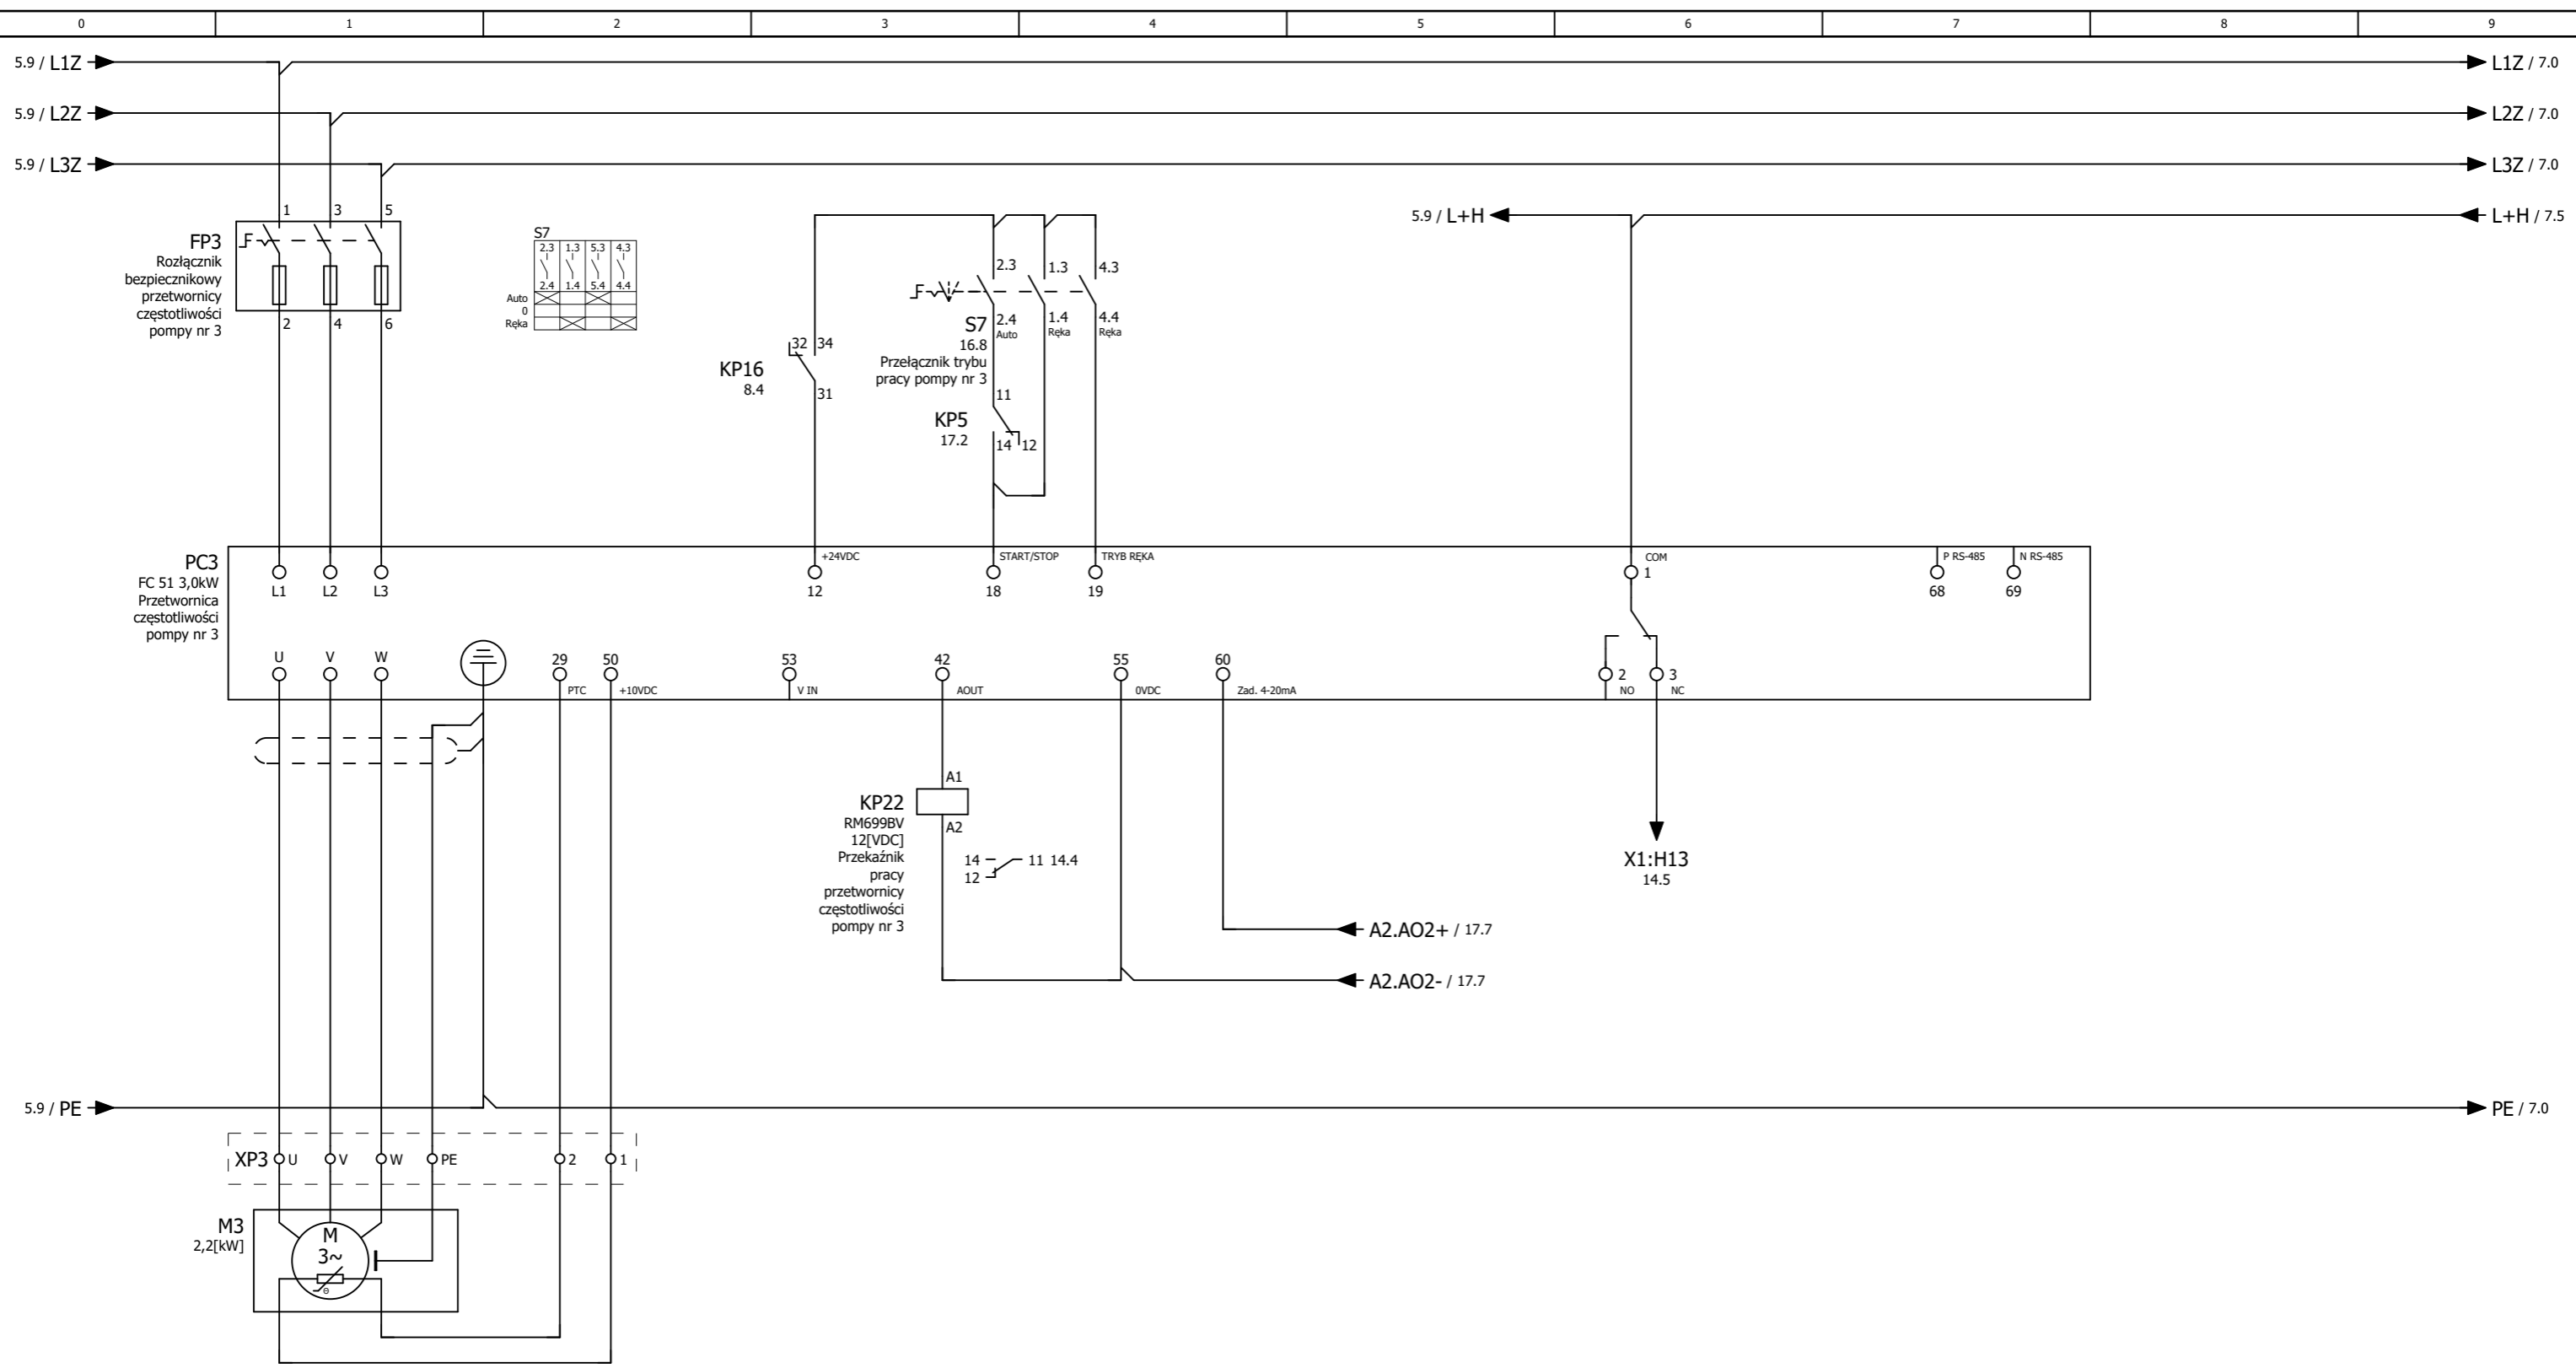 0 1 2 3 4 5 6 7 8 9
5.9 / L1Z
L1Z / 7.0
5.9 / L2Z
L2Z / 7.0
5.9 / L3Z
L3Z / 7.0
5.9 / L+H
L+H / 7.5
1 3 5
FP3
Rozłącznik
bezpiecznikowy
przetwornicy
częstotliwości
pompy nr 3
2 4 6
S7
2.3 1.3 5.3 4.3
2.4 1.4 5.4 4.4
Auto
0
Ręka
32 34
KP16
8.4
31
2.3 1.3 4.3
S7
16.8
Przełącznik trybu
pracy pompy nr 3
2.4
Auto
1.4
Ręka
4.4
Ręka
11
KP5
17.2
14 12
PC3
FC 51 3,0kW
Przetwornica
częstotliwości
pompy nr 3
L1 L2 L3
+24VDC
12
START/STOP
18
TRYB RĘKA
19
COM
1
P RS-485
68
N RS-485
69
U V W
29
PTC
50
+10VDC
53
V IN
42
AOUT
55
0VDC
60
Zad. 4-20mA
2
NO
3
NC
A1
KP22
RM699BV
12[VDC]
Przekaźnik
pracy
przetwornicy
częstotliwości
pompy nr 3
A2
14 11 14.4
12
X1:H13
14.5
A2.AO2+ / 17.7
A2.AO2- / 17.7
5.9 / PE
PE / 7.0
XP3 U V W PE 2 1
M3
2,2[kW]
M
3~
Θ